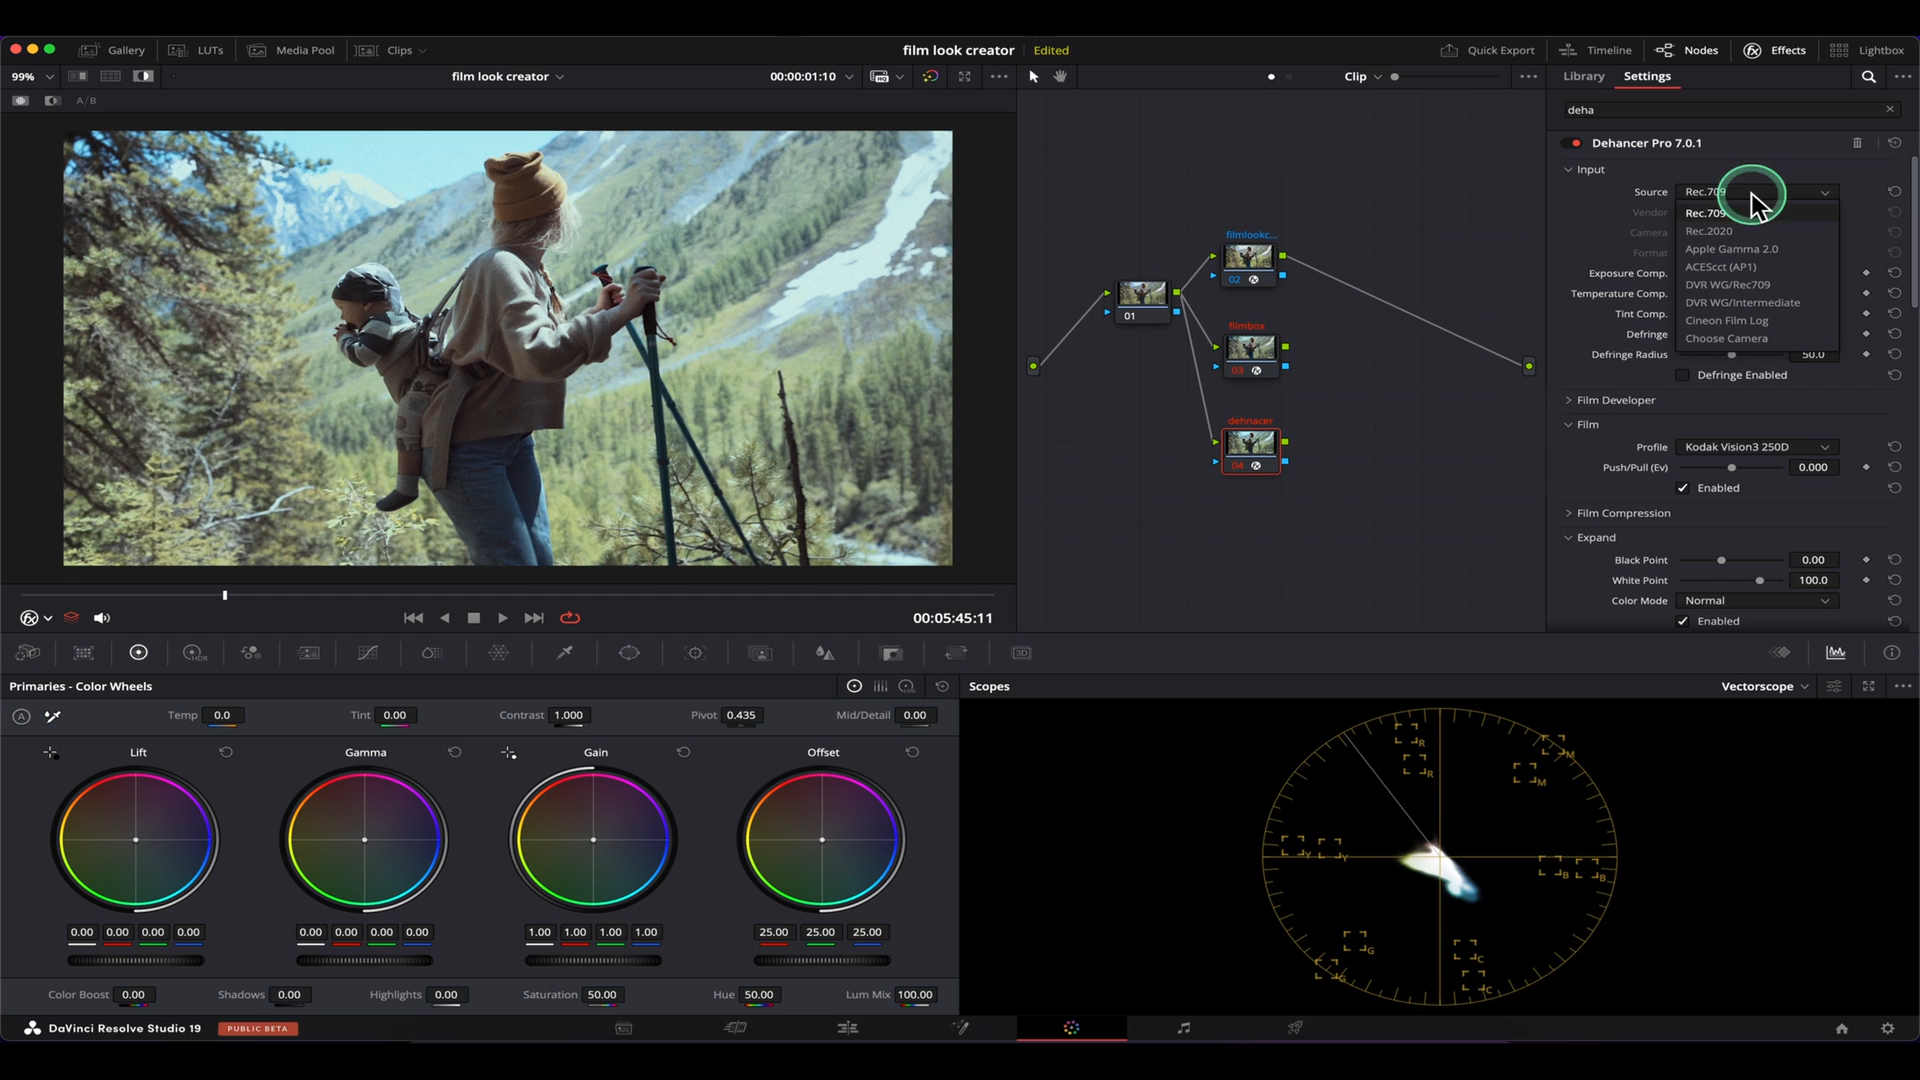 Gallery LUTs Media Pool Clips film look creator Edited Quick Export Timeline Nodes Effects Lightbox
99% film look creator 00:00:01:10 Clip Library Settings
A/B
deha
Dehancer Pro 7.0.1
Input
Source Rec.709
Vendor Rec.709
Camera Rec.2020
Format Apple Gamma 2.0
ACEScct (AP1)
Exposure Comp. DVR WG/Rec709
Temperature Comp. DVR WG/Intermediate
Tint Comp. Cineon Film Log
Defringe Choose Camera
Defringe Radius 50.0
Defringe Enabled
Film Developer
Film
Profile Kodak Vision3 250D
Push/Pull (Ev) 0.000
Enabled
Film Compression
Expand
Black Point 0.00
White Point 100.0
Color Mode Normal
Enabled
filmlookc...
02
01
filmbox
03
dehnacer
04
00:05:45:11
HDR
3D
Primaries - Color Wheels LOG
A Temp 0.0 Tint 0.00 Contrast 1.000 Pivot 0.435 Mid/Detail 0.00
Lift Gamma Gain Offset
0.00 0.00 0.00 0.00 0.00 0.00 0.00 0.00 1.00 1.00 1.00 1.00 25.00 25.00 25.00
Color Boost 0.00 Shadows 0.00 Highlights 0.00 Saturation 50.00 Hue 50.00 Lum Mix 100.00
Scopes Vectorscope
R M
R M
Y Y B B
G C
G C
DaVinci Resolve Studio 19 PUBLIC BETA